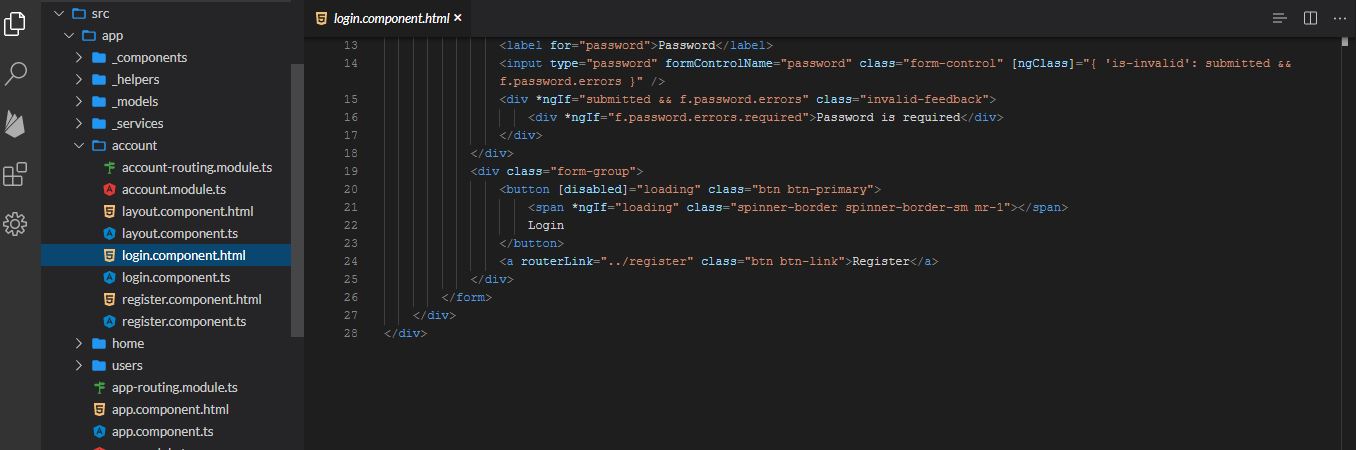 src
app
_components
_helpers
_models
_services
account
account-routing.module.ts
account.module.ts
layout.component.html
layout.component.ts
login.component.html
login.component.ts
register.component.html
register.component.ts
home
users
app-routing.module.ts
app.component.html
app.component.ts
login.component.html ×
13 <label for="password">Password</label>
14 <input type="password" formControlName="password" class="form-control" [ngClass]="{ 'is-invalid': submitted &&
f.password.errors }" />
15 <div *ngIf="submitted && f.password.errors" class="invalid-feedback">
16 <div *ngIf="f.password.errors.required">Password is required</div>
17 </div>
18 </div>
19 <div class="form-group">
20 <button [disabled]="loading" class="btn btn-primary">
21 <span *ngIf="loading" class="spinner-border spinner-border-sm mr-1"></span>
22 Login
23 </button>
24 <a routerLink="../register" class="btn btn-link">Register</a>
25 </div>
26 </form>
27 </div>
28 </div>